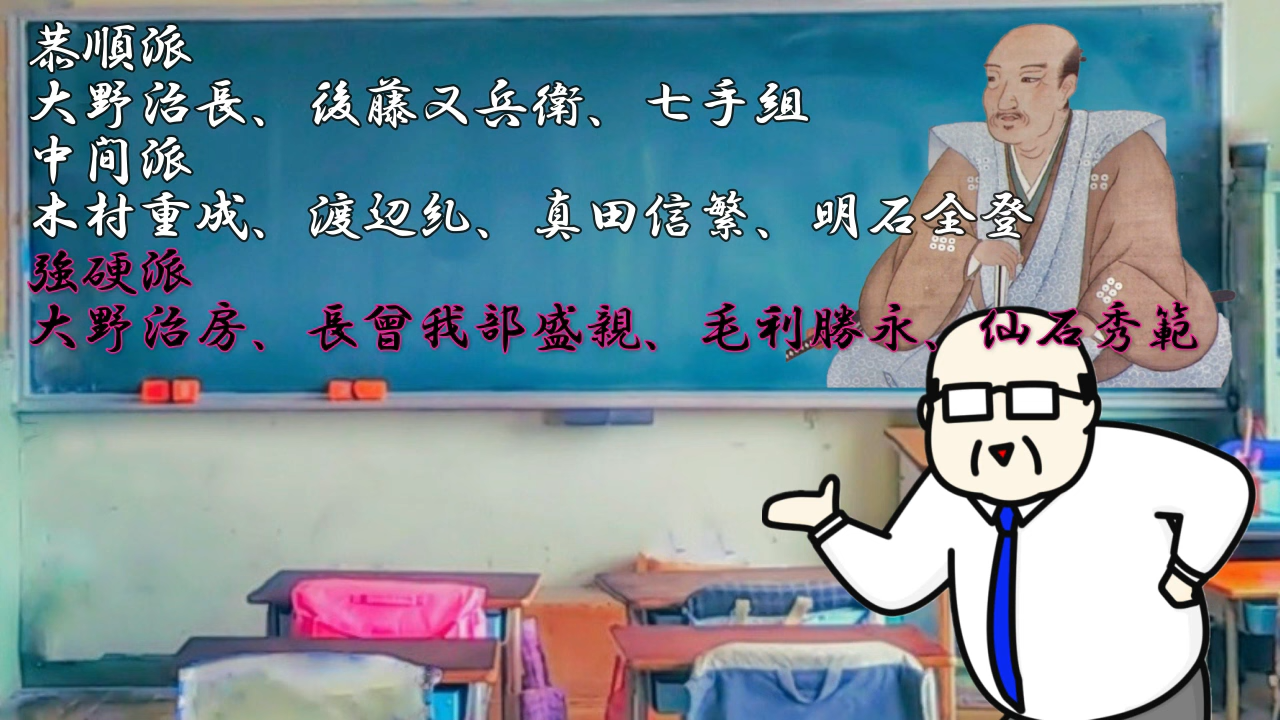 恭順派
大野治長、後藤又兵衛、七手組
中间派
木村重成、渡辺糺、真田信繁、明石全登
強硬派
大野治房、長曾我部盛親、毛利勝永、仙石秀範